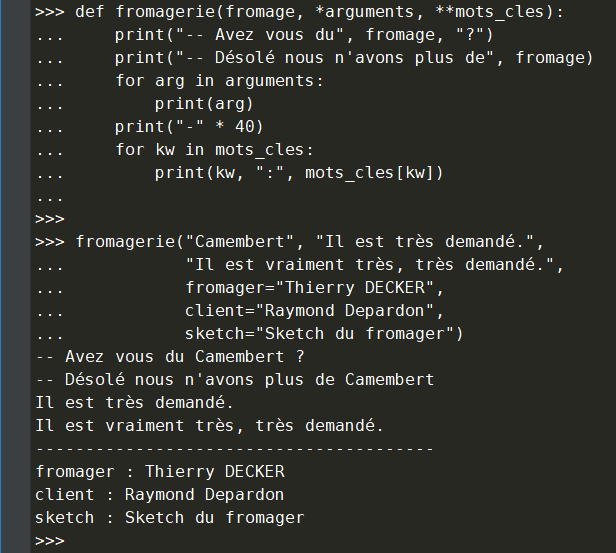 >>> def fromagerie(fromage, *arguments, **mots_cles):
...     print("-- Avez vous du", fromage, "?")
...     print("-- Désolé nous n'avons plus de", fromage)
...     for arg in arguments:
...         print(arg)
...     print("-" * 40)
...     for kw in mots_cles:
...         print(kw, ":", mots_cles[kw])
...
>>>
>>> fromagerie("Camembert", "Il est très demandé.",
...            "Il est vraiment très, très demandé.",
...            fromager="Thierry DECKER",
...            client="Raymond Depardon",
...            sketch="Sketch du fromager")
-- Avez vous du Camembert ?
-- Désolé nous n'avons plus de Camembert
Il est très demandé.
Il est vraiment très, très demandé.
----------------------------------------
fromager : Thierry DECKER
client : Raymond Depardon
sketch : Sketch du fromager
>>>